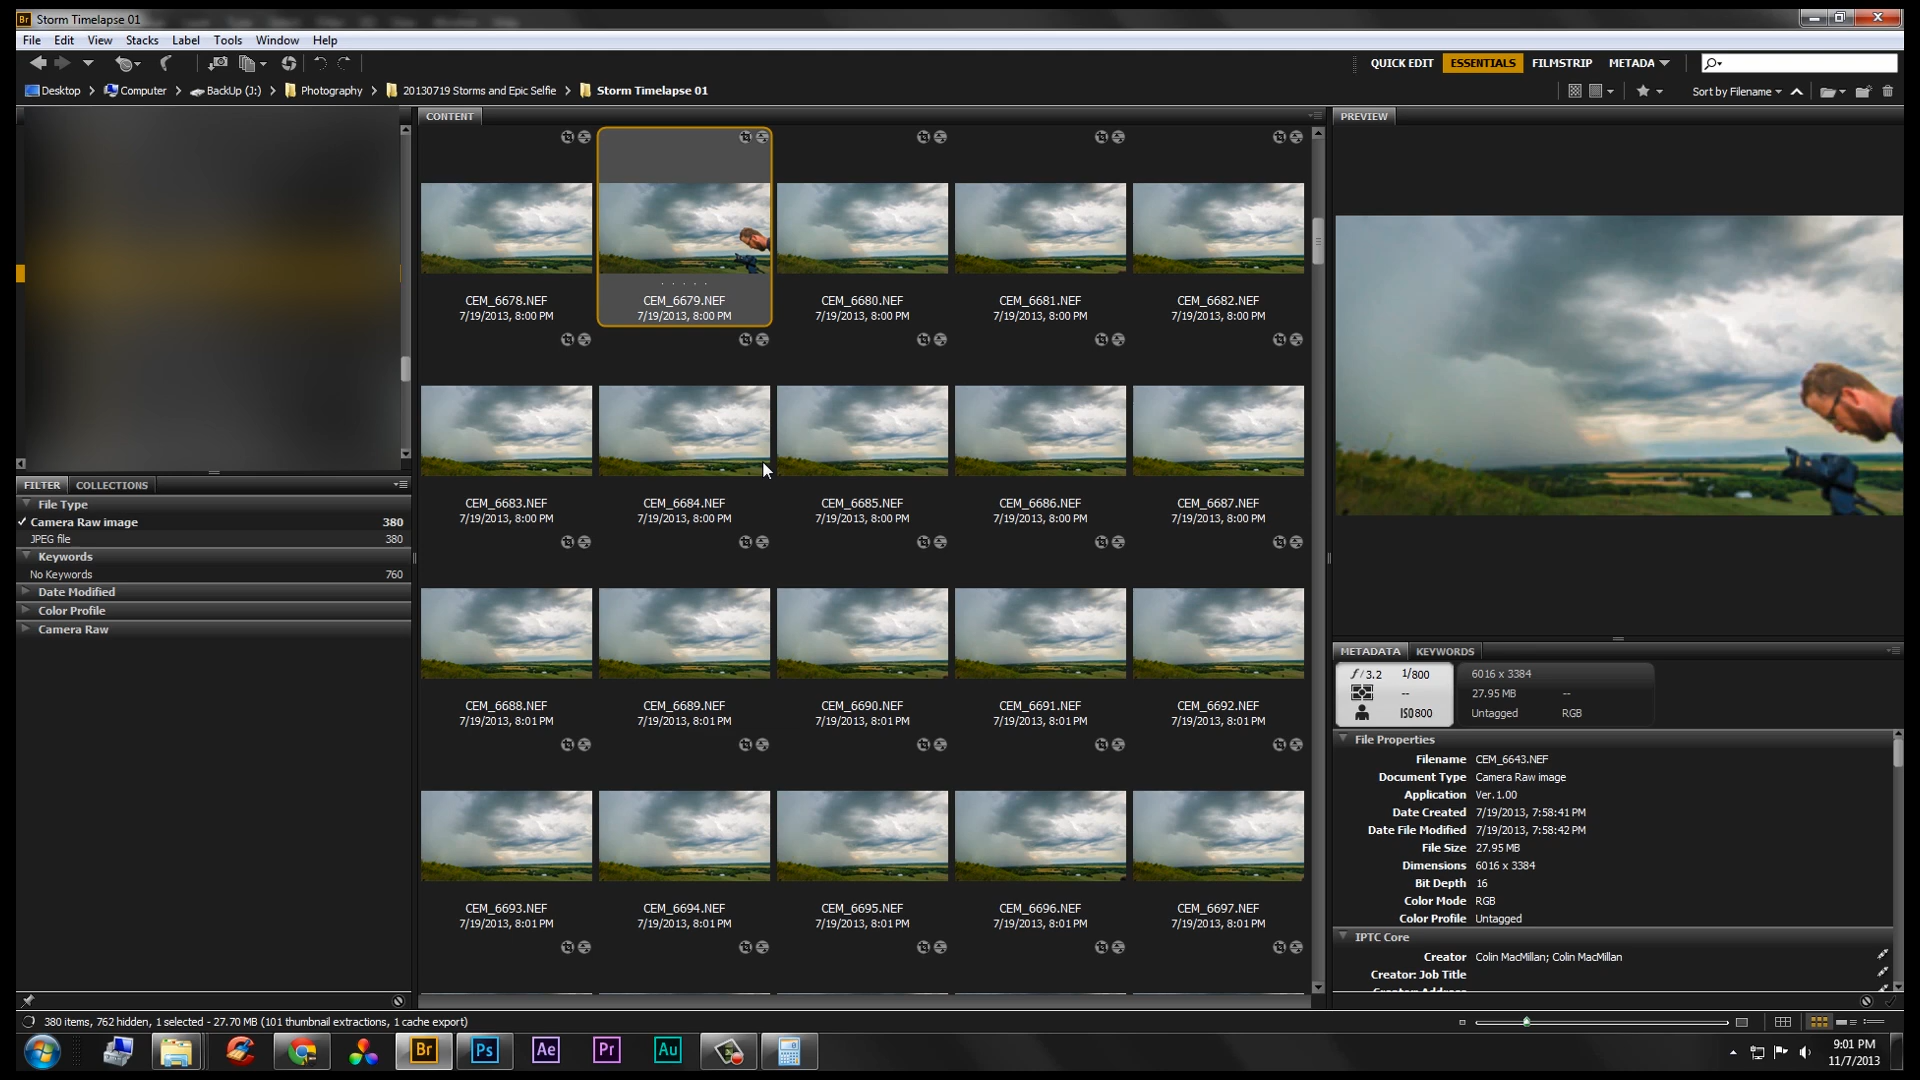 Br Storm Timelapse 01
File Edit View Stacks Label Tools Window Help
QUICK EDIT ESSENTIALS FILMSTRIP METADA
Desktop Computer BackUp (J:) Photography 20130719 Storms and Epic Selfie Storm Timelapse 01
Sort by Filename
CONTENT
CEM_6678.NEF CEM_6679.NEF CEM_6680.NEF CEM_6681.NEF CEM_6682.NEF
7/19/2013, 8:00 PM 7/19/2013, 8:00 PM 7/19/2013, 8:00 PM 7/19/2013, 8:00 PM 7/19/2013, 8:00 PM
CEM_6683.NEF CEM_6684.NEF CEM_6685.NEF CEM_6686.NEF CEM_6687.NEF
7/19/2013, 8:00 PM 7/19/2013, 8:00 PM 7/19/2013, 8:00 PM 7/19/2013, 8:00 PM 7/19/2013, 8:00 PM
CEM_6688.NEF CEM_6689.NEF CEM_6690.NEF CEM_6691.NEF CEM_6692.NEF
7/19/2013, 8:01 PM 7/19/2013, 8:01 PM 7/19/2013, 8:01 PM 7/19/2013, 8:01 PM 7/19/2013, 8:01 PM
CEM_6693.NEF CEM_6694.NEF CEM_6695.NEF CEM_6696.NEF CEM_6697.NEF
7/19/2013, 8:01 PM 7/19/2013, 8:01 PM 7/19/2013, 8:01 PM 7/19/2013, 8:01 PM 7/19/2013, 8:01 PM
FILTER COLLECTIONS
File Type
Camera Raw image 380
JPEG file 380
Keywords
No Keywords 760
Date Modified
Color Profile
Camera Raw
PREVIEW
METADATA KEYWORDS
f/3.2 1/800 6016 x 3384
-- 27.95 MB --
ISO800 Untagged RGB
File Properties
Filename CEM_6643.NEF
Document Type Camera Raw image
Application Ver.1.00
Date Created 7/19/2013, 7:58:41 PM
Date File Modified 7/19/2013, 7:58:42 PM
File Size 27.95 MB
Dimensions 6016 x 3384
Bit Depth 16
Color Mode RGB
Color Profile Untagged
IPTC Core
Creator Colin MacMillan; Colin MacMillan
Creator: Job Title
Creator: Address
380 items, 762 hidden, 1 selected - 27.70 MB (101 thumbnail extractions, 1 cache export)
Br Ps Ae Pr Au
9:01 PM
11/7/2013